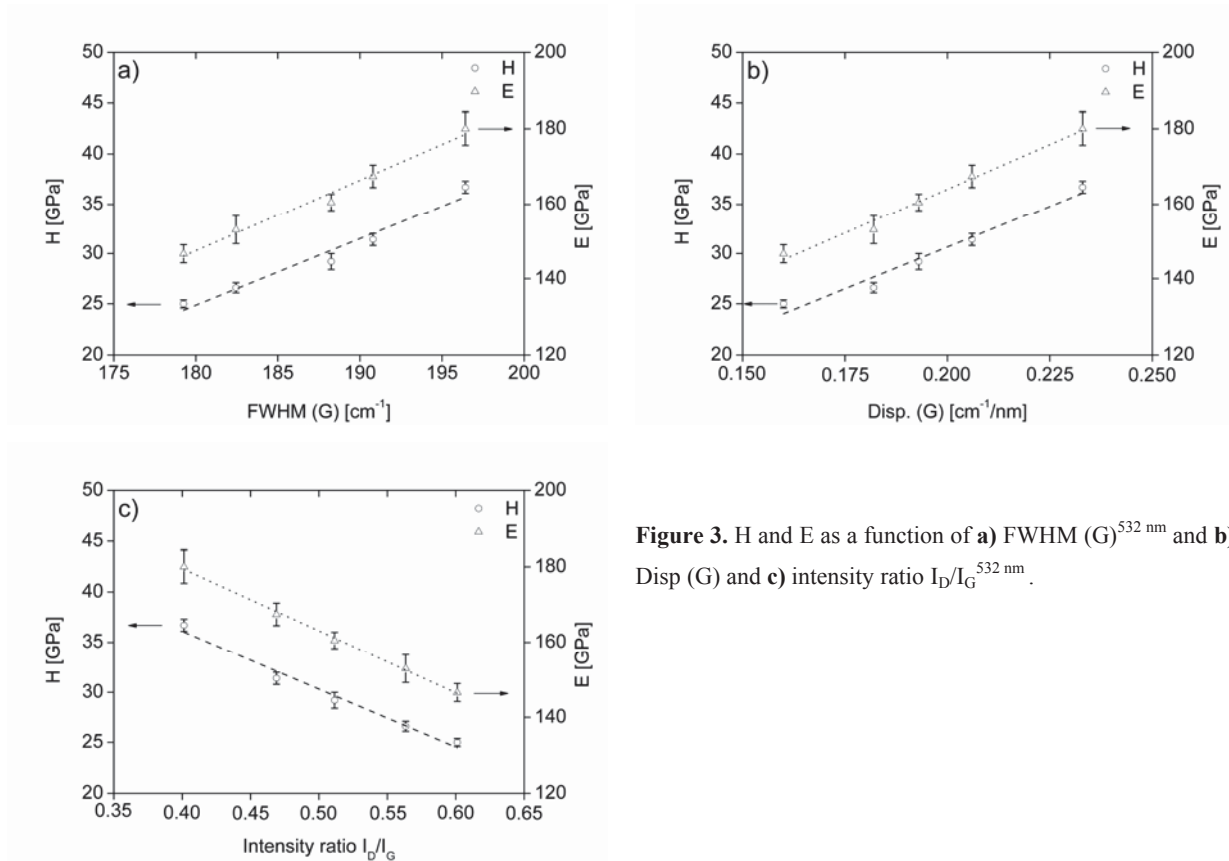 a)
H
E
50
45
40
35
30
25
20
H [GPa]
200
180
160
140
120
E [GPa]
175 180 185 190 195 200
FWHM (G) [cm⁻¹]
b)
H
E
50
45
40
35
30
25
20
H [GPa]
200
180
160
140
120
E [GPa]
0.150 0.175 0.200 0.225 0.250
Disp. (G) [cm⁻¹/nm]
c)
H
E
50
45
40
35
30
25
20
H [GPa]
200
180
160
140
120
E [GPa]
0.35 0.40 0.45 0.50 0.55 0.60 0.65
Intensity ratio I_D/I_G
Figure 3. H and E as a function of a) FWHM (G)^532 nm and b)
Disp (G) and c) intensity ratio I_D/I_G^532 nm.